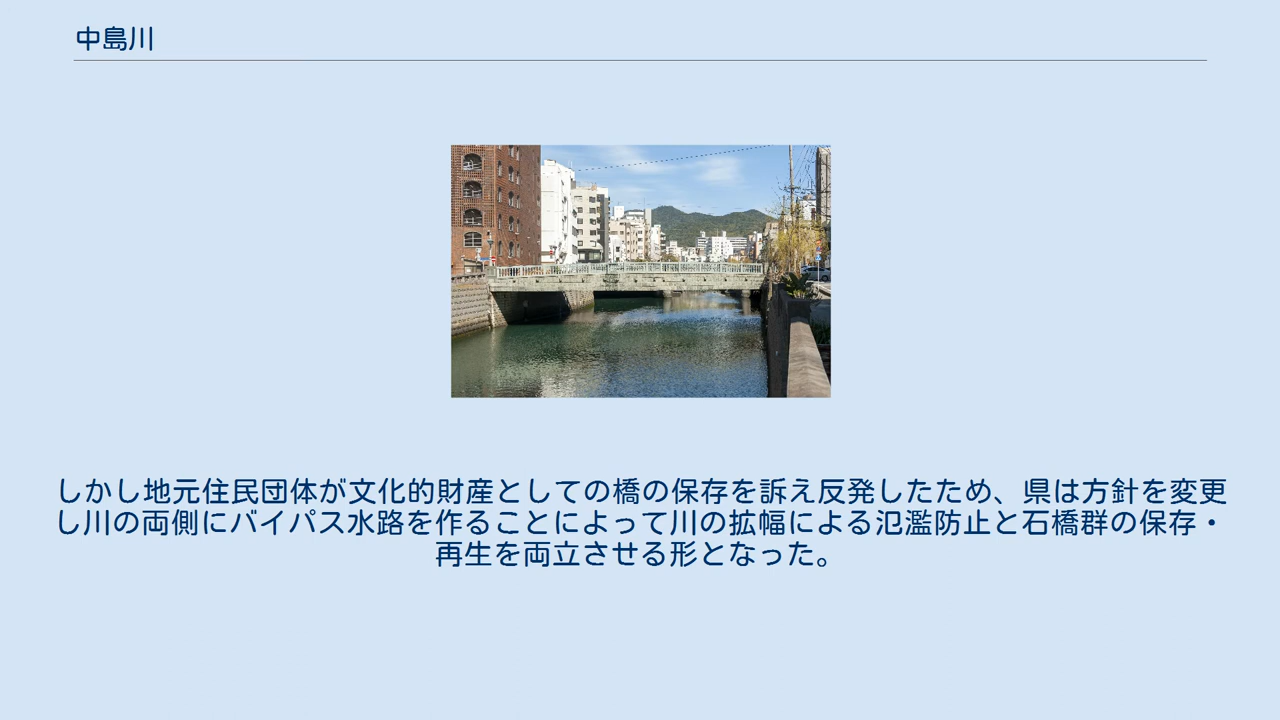 中島川
しかし地元住民団体が文化的財産としての橋の保存を訴え反発したため、県は方針を変更
し川の両側にバイパス水路を作ることによって川の拡幅による氾濫防止と石橋群の保存・
再生を両立させる形となった。